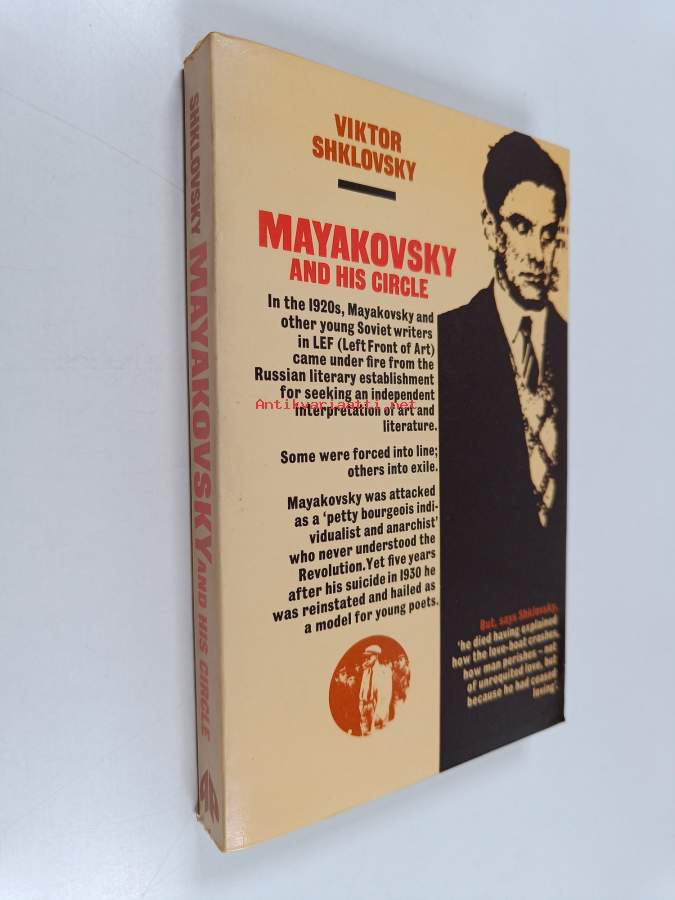 SHKLOVSKY MAYAKOVSKY AND HIS CIRCLE
VIKTOR
SHKLOVSKY
MAYAKOVSKY
AND HIS CIRCLE
In the 1920s, Mayakovsky and
other young Soviet writers
in LEF (Left Front of Art)
came under fire from the
Russian literary establishment
for seeking an independent
Antikvariaatti.net
interpretation of art and
literature.
Some were forced into line;
others into exile.
Mayakovsky was attacked
as a 'petty bourgeois indi-
vidualist and anarchist'
who never understood the
Revolution. Yet five years
after his suicide in 1930 he
was reinstated and hailed as
a model for young poets.
But, says Shklovsky,
'he died having explained
how the love-boat crashes,
how man perishes – not
of unrequited love, but
because he had ceased
loving'.